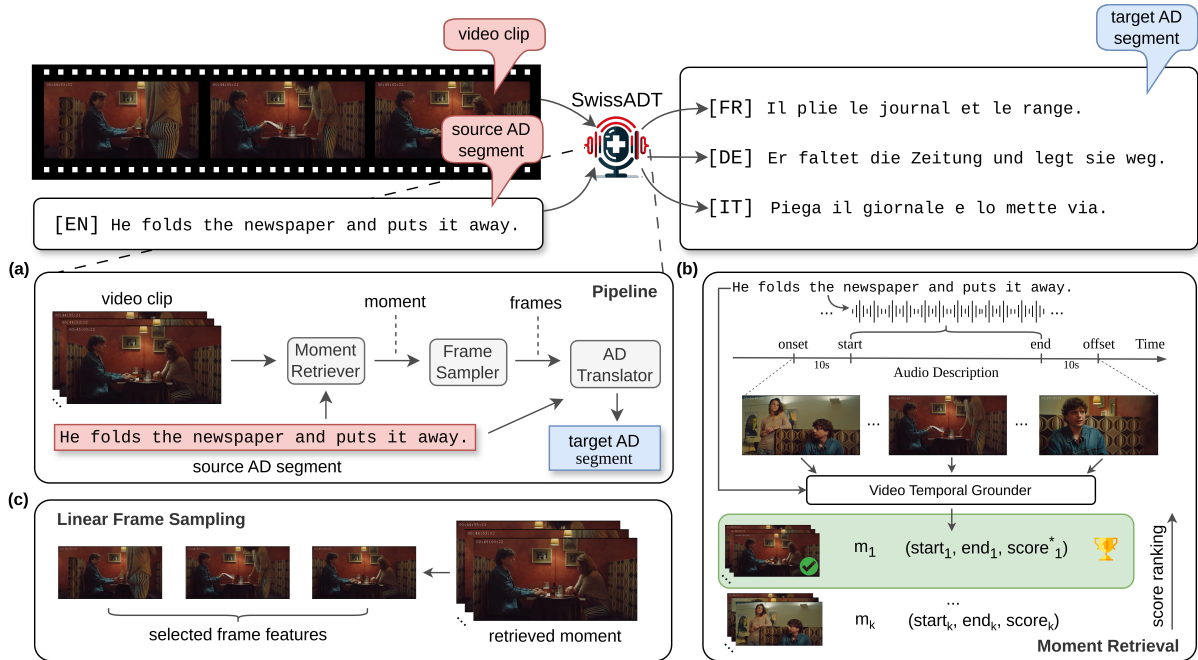 video clip
target AD
segment
SwissADT
source AD
segment
[FR] Il plie le journal et le range.
[DE] Er faltet die Zeitung und legt sie weg.
[IT] Piega il giornale e lo mette via.
[EN] He folds the newspaper and puts it away.
(a)
Pipeline
video clip
moment
frames
Moment
Retriever
Frame
Sampler
AD
Translator
...
He folds the newspaper and puts it away.
source AD segment
target AD
segment
(b)
He folds the newspaper and puts it away.
... ...
onset start end offset Time
10s 10s
Audio Description
... ...
Video Temporal Grounder
m1 (start1, end1, score*1)
...
...
mk (startk, endk, scorek)
...
score ranking
Moment Retrieval
(c)
Linear Frame Sampling
selected frame features
...
retrieved moment